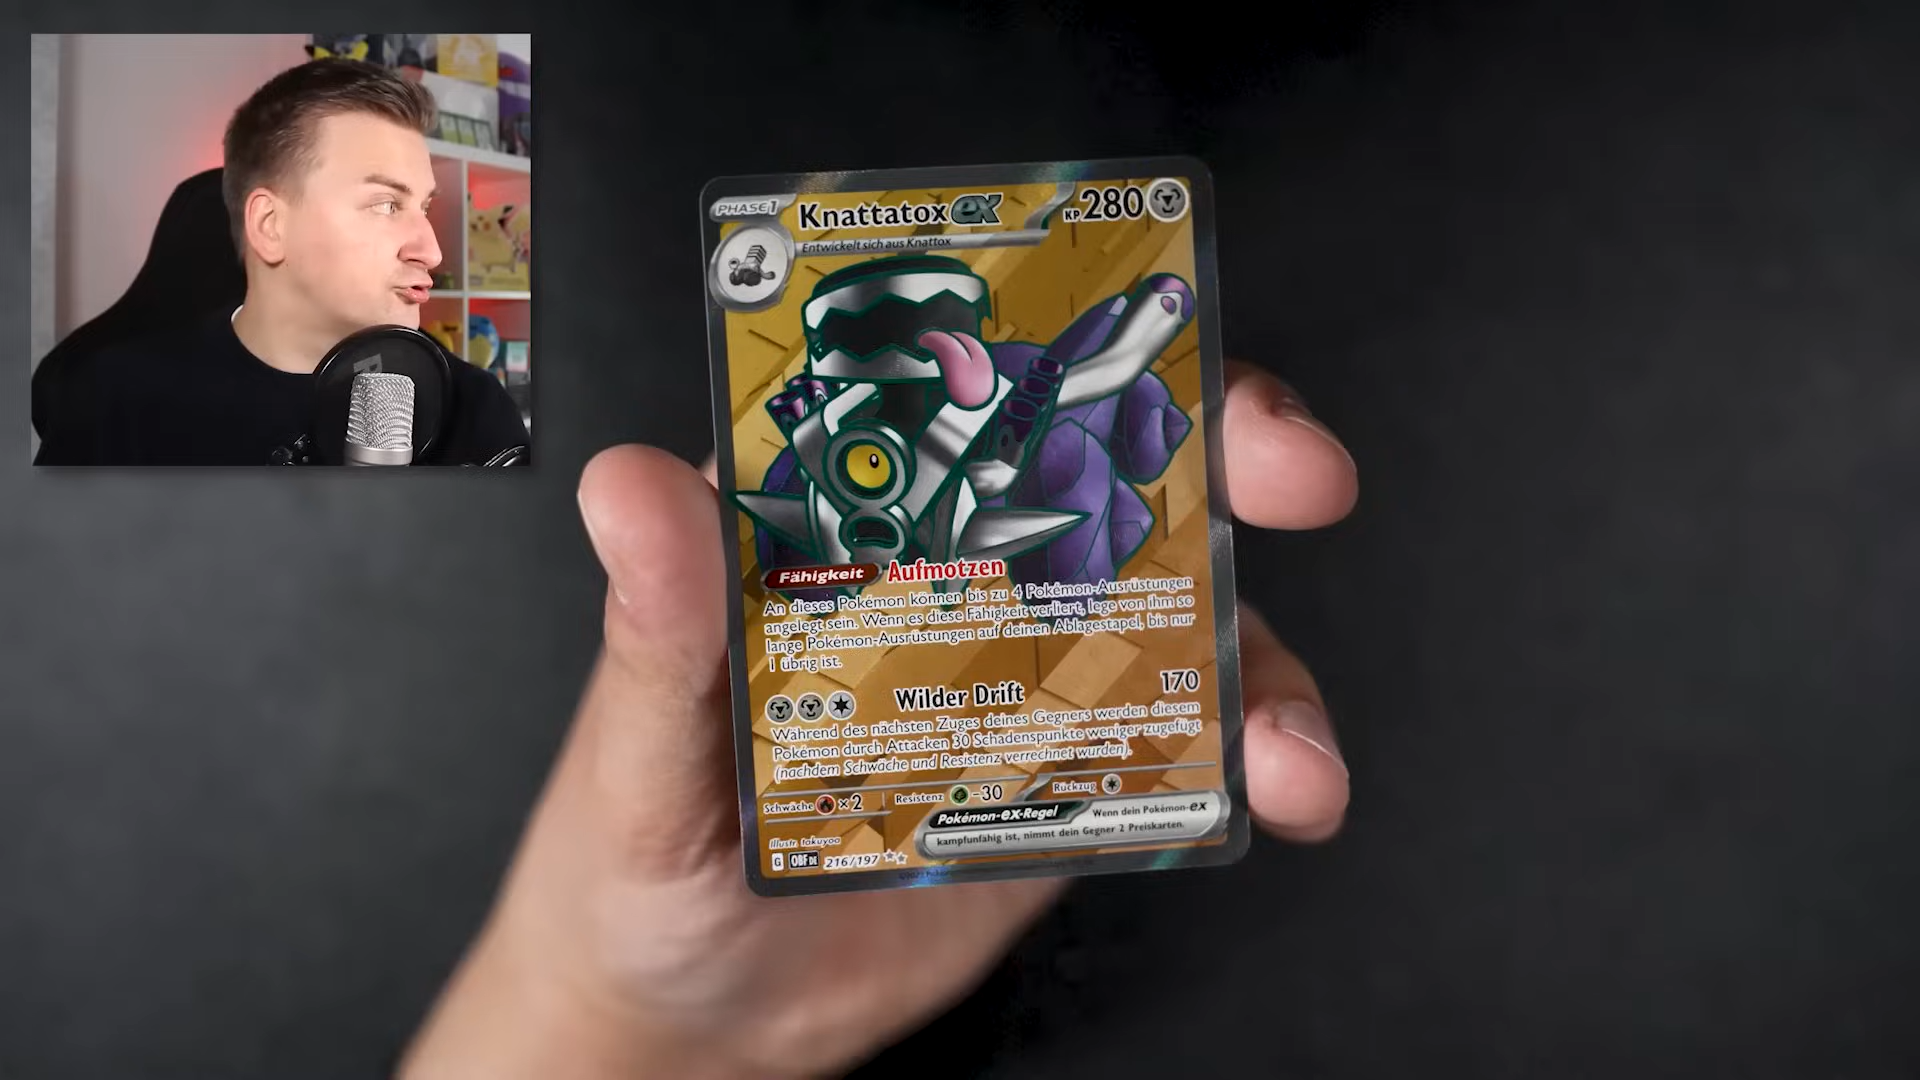 PHASE 1
Knattatox ex
KP 280
Entwickelt sich aus Knattox
Fähigkeit Aufmotzen
An dieses Pokémon können bis zu 4 Pokémon-Ausrüstungen
angelegt sein. Wenn es diese Fähigkeit verliert, lege von ihm so
lange Pokémon-Ausrüstungen auf deinen Ablagestapel, bis nur
1 übrig ist.
Wilder Drift 170
Während des nächsten Zuges deines Gegners werden diesem
Pokémon durch Attacken 30 Schadenspunkte weniger zugefügt
(nachdem Schwäche und Resistenz verrechnet wurden).
Schwäche ×2 Resistenz -30 Rückzug
Pokémon-ex-Regel Wenn dein Pokémon-ex
kampfunfähig ist, nimmt dein Gegner 2 Preiskarten.
Illustr. takuyoa
G OBF DE 216/197